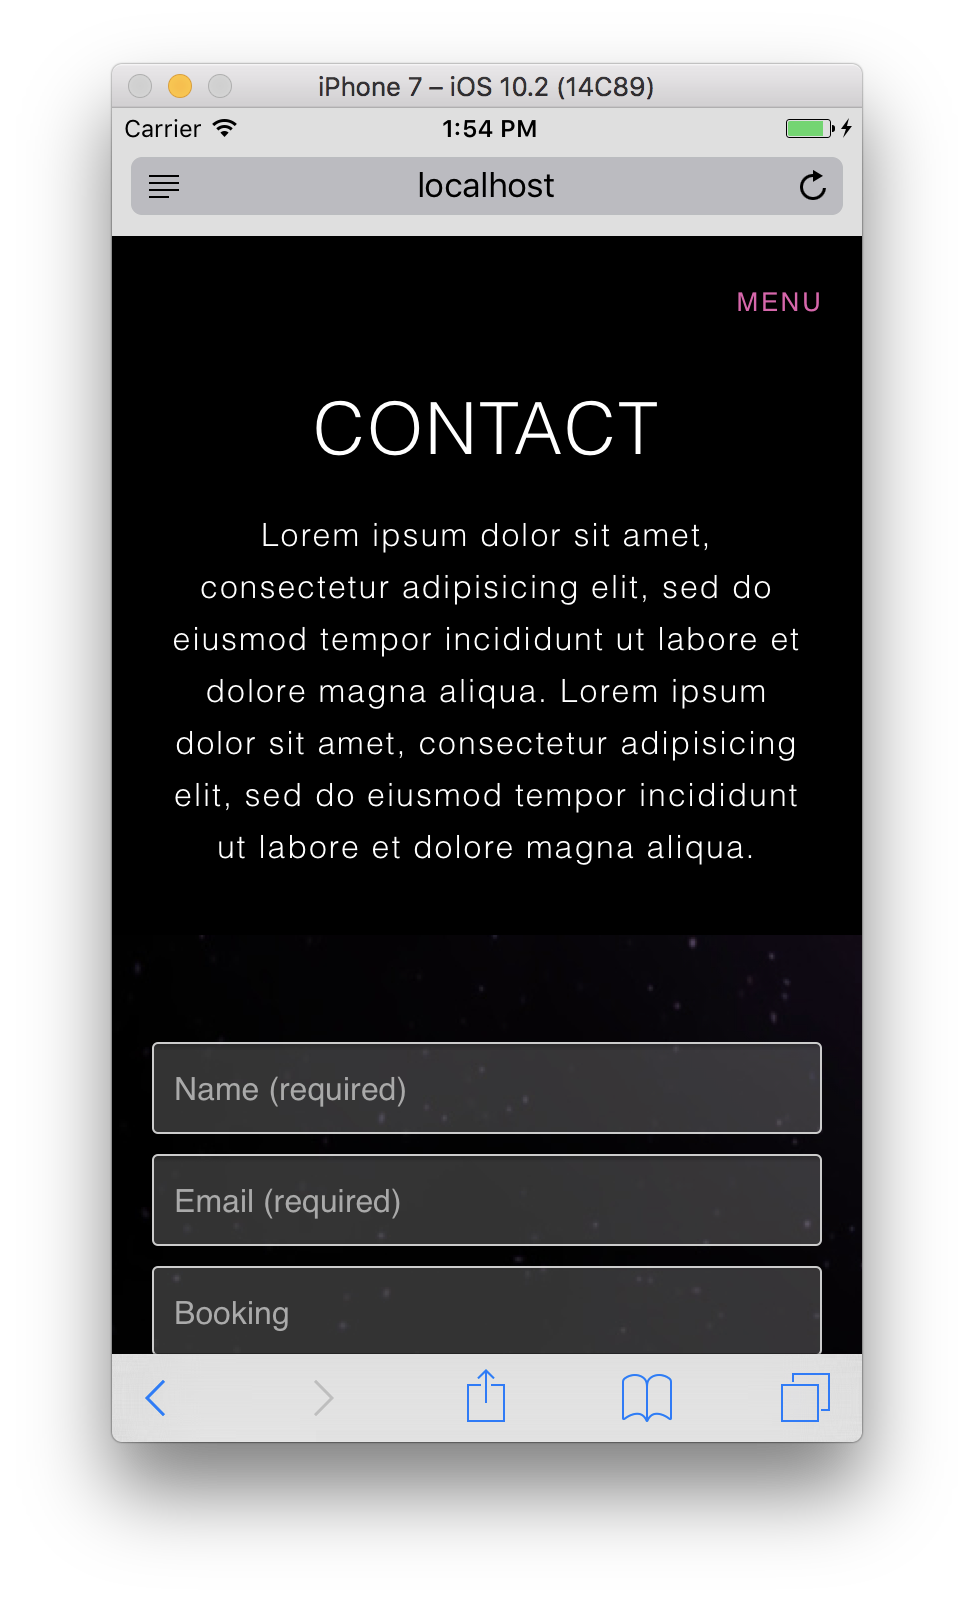 iPhone 7 – iOS 10.2 (14C89)
Carrier 1:54 PM
localhost
MENU
CONTACT
Lorem ipsum dolor sit amet,
consectetur adipisicing elit, sed do
eiusmod tempor incididunt ut labore et
dolore magna aliqua. Lorem ipsum
dolor sit amet, consectetur adipisicing
elit, sed do eiusmod tempor incididunt
ut labore et dolore magna aliqua.
Name (required)
Email (required)
Booking